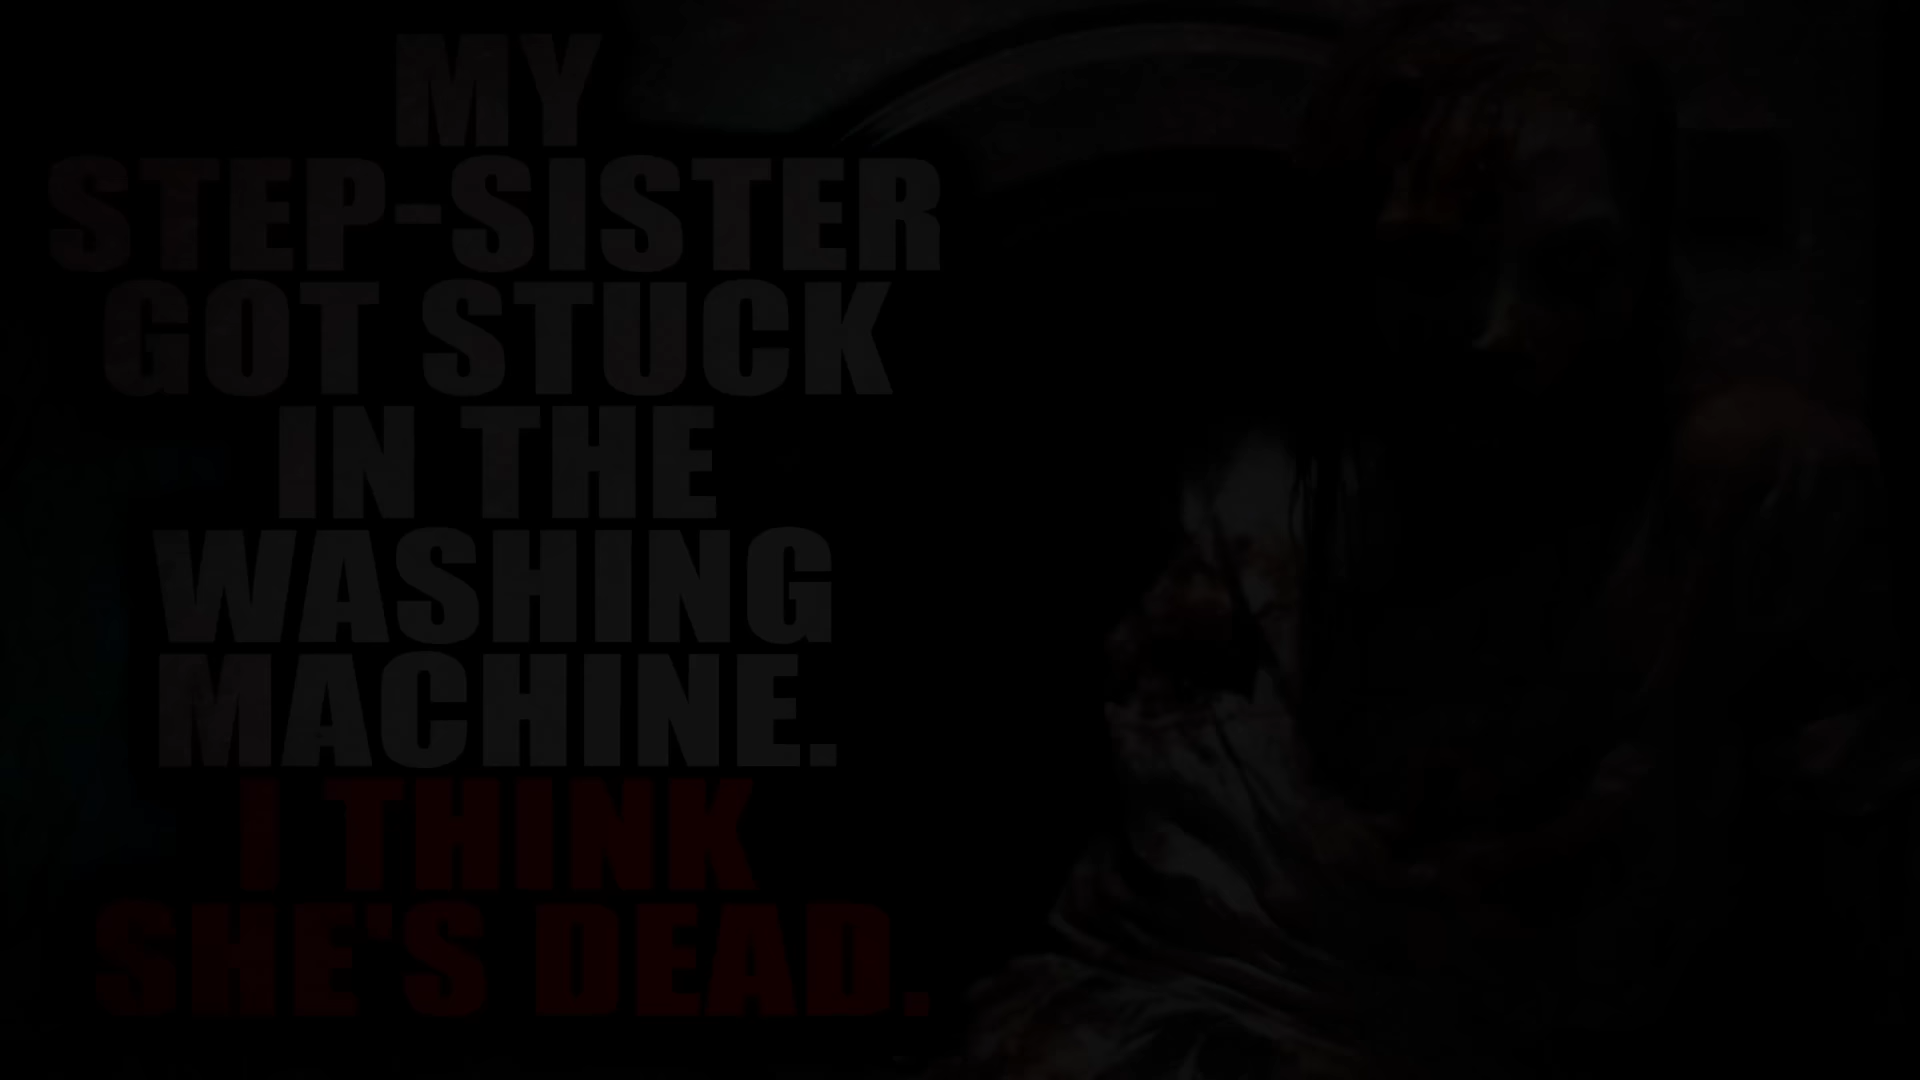 MY
STEP-SISTER
GOT STUCK
IN THE
WASHING
MACHINE.
I THINK
SHE'S DEAD.